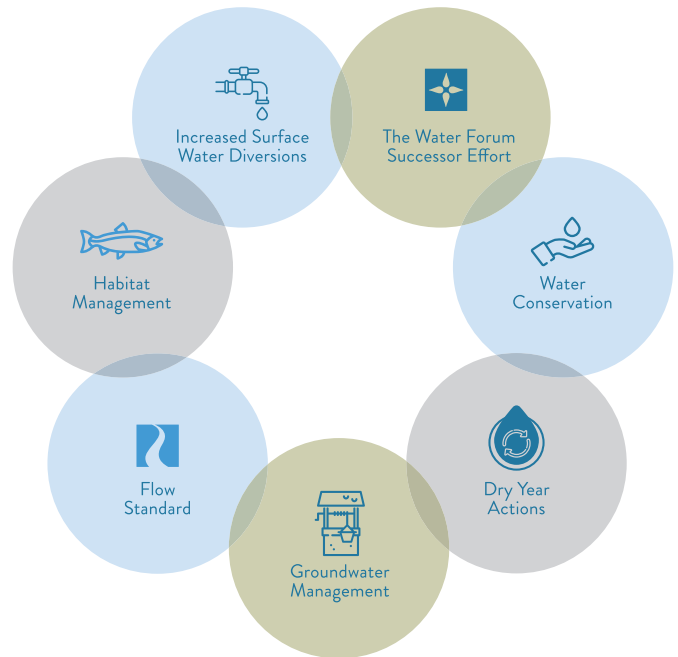 Increased Surface
Water Diversions
The Water Forum
Successor Effort
Habitat
Management
Water
Conservation
Flow
Standard
Dry Year
Actions
Groundwater
Management